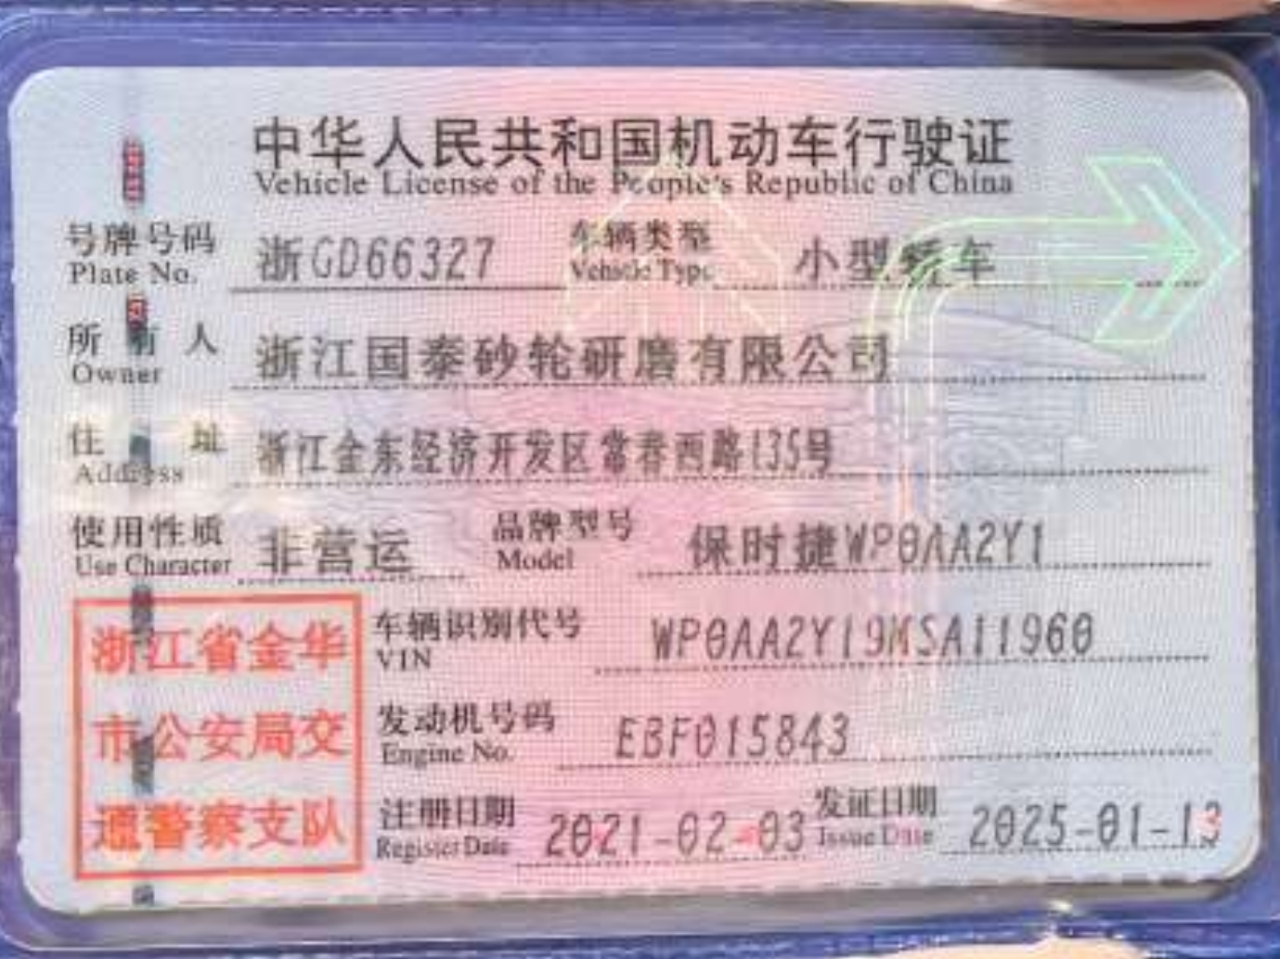 中华人民共和国机动车行驶证
Vehicle License of the People's Republic of China
号牌号码 浙GD66327 车辆类型 小型轿车
Plate No. Vehicle Type
所有人 浙江国泰砂轮研磨有限公司
Owner
住址 浙江金东经济开发区常春西路135号
Address
使用性质 非营运 品牌型号 保时捷WP0AA2Y1
Use Character Model
浙江省金华
市公安局交
通警察支队
车辆识别代号 WP0AA2Y19MSA11960
VIN
发动机号码 EBF015843
Engine No.
注册日期 2021-02-03 发证日期 2025-01-13
Register Date Issue Date